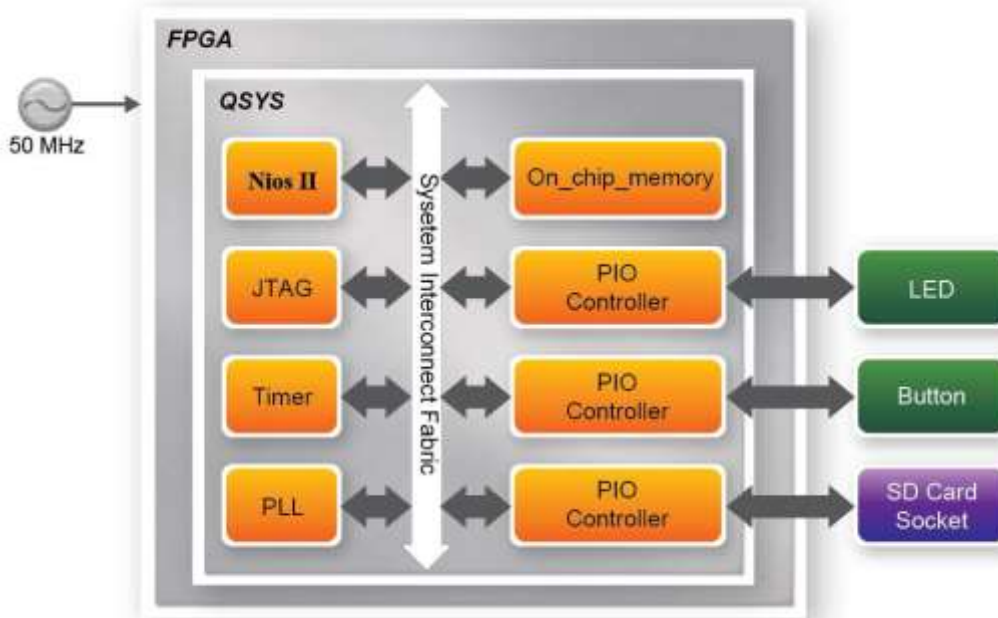 FPGA
QSYS
50 MHz
Nios II
On_chip_memory
JTAG
PIO
Controller
LED
Sysetem Interconnect Fabric
Timer
PIO
Controller
Button
PLL
PIO
Controller
SD Card
Socket